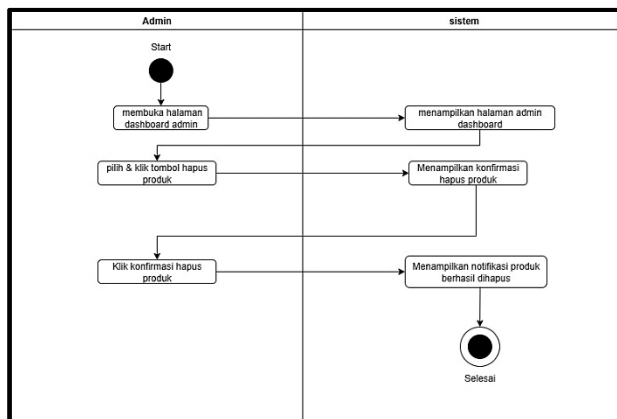 Admin
sistem
Start
membuka halaman
dashboard admin
menampilkan halaman admin
dashboard
pilih & klik tombol hapus
produk
Menampilkan konfirmasi
hapus produk
Klik konfirmasi hapus
produk
Menampilkan notifikasi produk
berhasil dihapus
Selesai